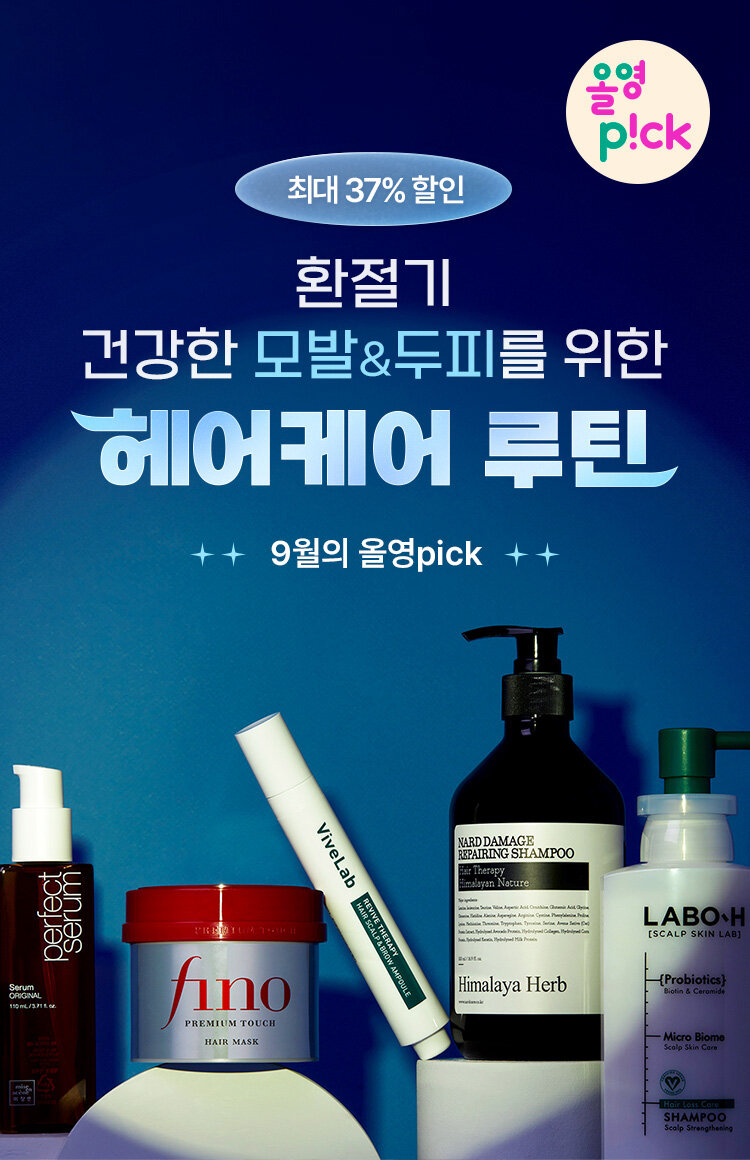 올영
p!ck
최대 37% 할인
환절기
건강한 모발&두피를 위한
헤어케어 루틴
9월의 올영pick
perfect
serum
Serum
ORIGINAL
110 mL / 3.71 fl. oz.
미쟝센
PREMIUM TOUCH
fino
PREMIUM TOUCH
HAIR MASK
ViveLab
REVIVE THERAPY
HAIR SCALP & BROW AMPOULE
NARD DAMAGE
REPAIRING SHAMPOO
Hair Therapy
Himalayan Nature
Himalaya Herb
LABO-H
[SCALP SKIN LAB]
{Probiotics}
Biotin & Ceramide
Micro Biome
Scalp Skin Care
Hair Loss Care
SHAMPOO
Scalp Strengthening